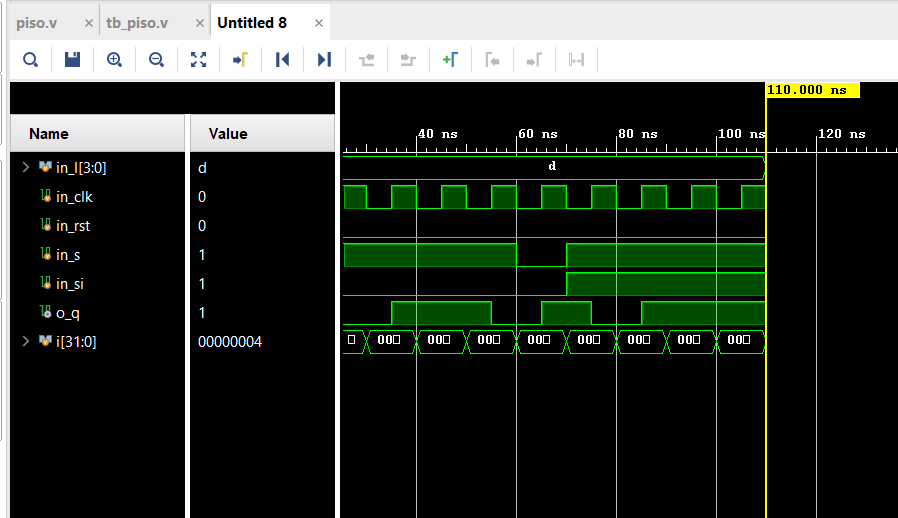 piso.v × tb_piso.v × Untitled 8 ×
110.000 ns
Name Value
40 ns 60 ns 80 ns 100 ns 120 ns
in_l[3:0] d d
in_clk 0
in_rst 0
in_s 1
in_si 1
o_q 1
i[31:0] 00000004 00 00 00 00 00 00 00 00